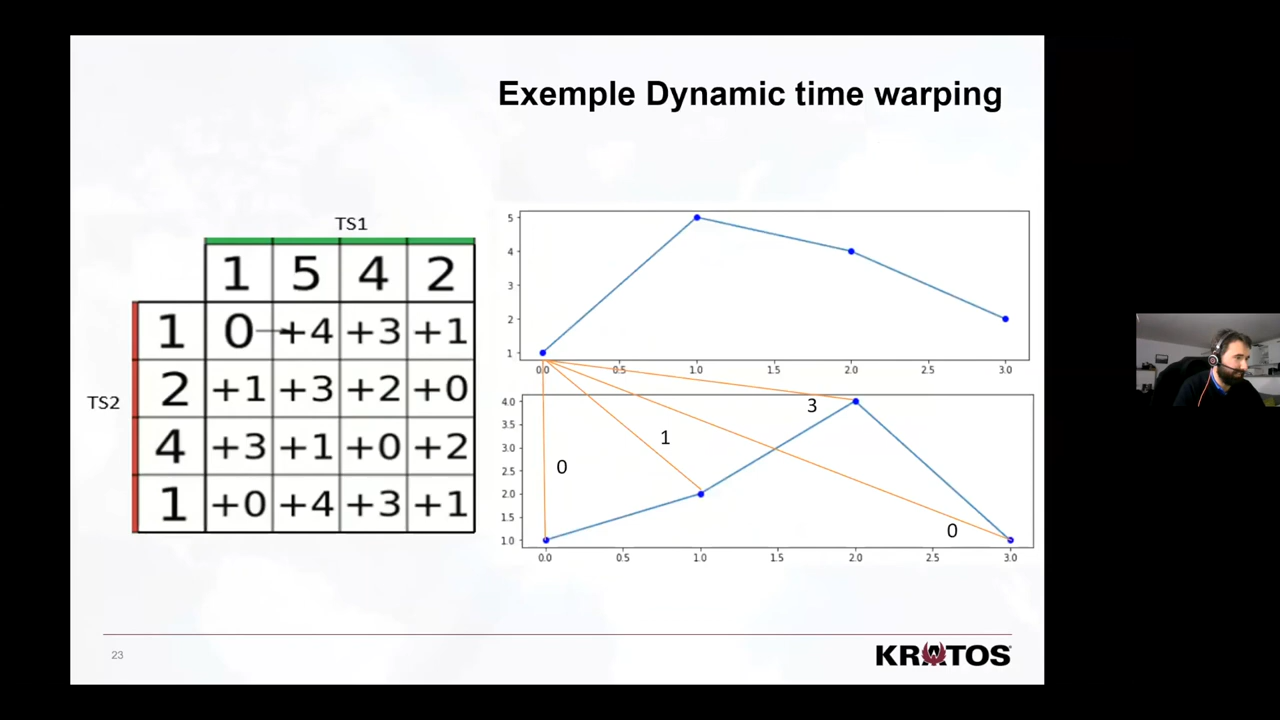 Exemple Dynamic time warping
TS1
1 5 4 2
1 0 +4 +3 +1
2 +1 +3 +2 +0
TS2
4 +3 +1 +0 +2
1 +0 +4 +3 +1
5
4
3
2
1
0.0 0.5 1.0 1.5 2.0 2.5 3.0
4.0
3.5
3.0
2.5
2.0
1.5
1.0
0.0 0.5 1.0 1.5 2.0 2.5 3.0
3
1
0
0
23
KRATOS